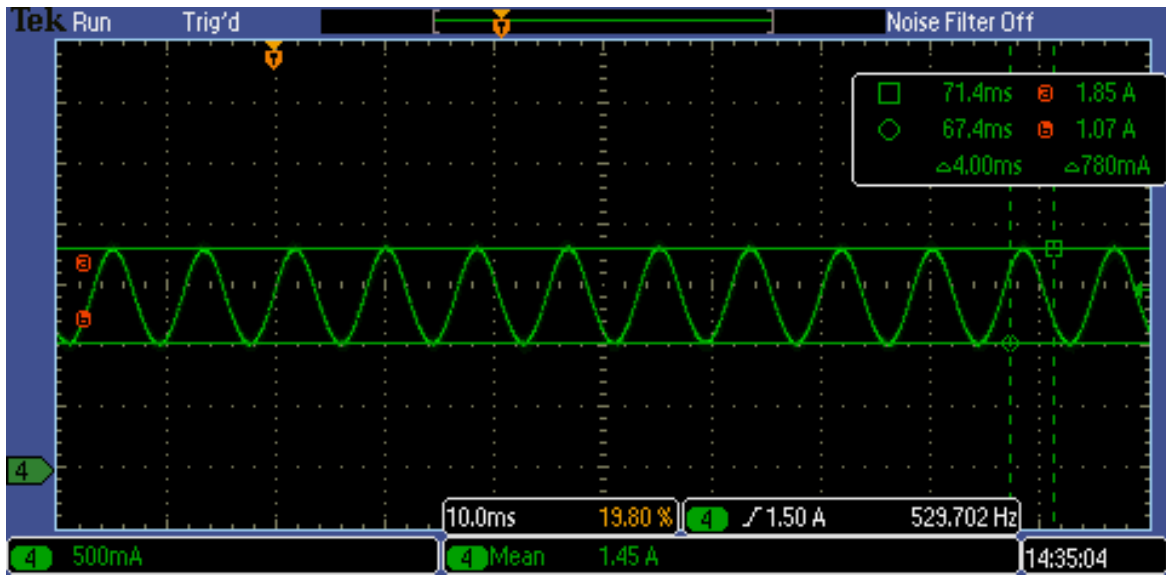 Tek Run Trig'd Noise Filter Off
T
T
71.4ms a 1.85 A
67.4ms b 1.07 A
△4.00ms △780mA
a
b
4
10.0ms 19.80 % 4 ∫ 1.50 A 529.702 Hz
4 500mA 4 Mean 1.45 A 14:35:04